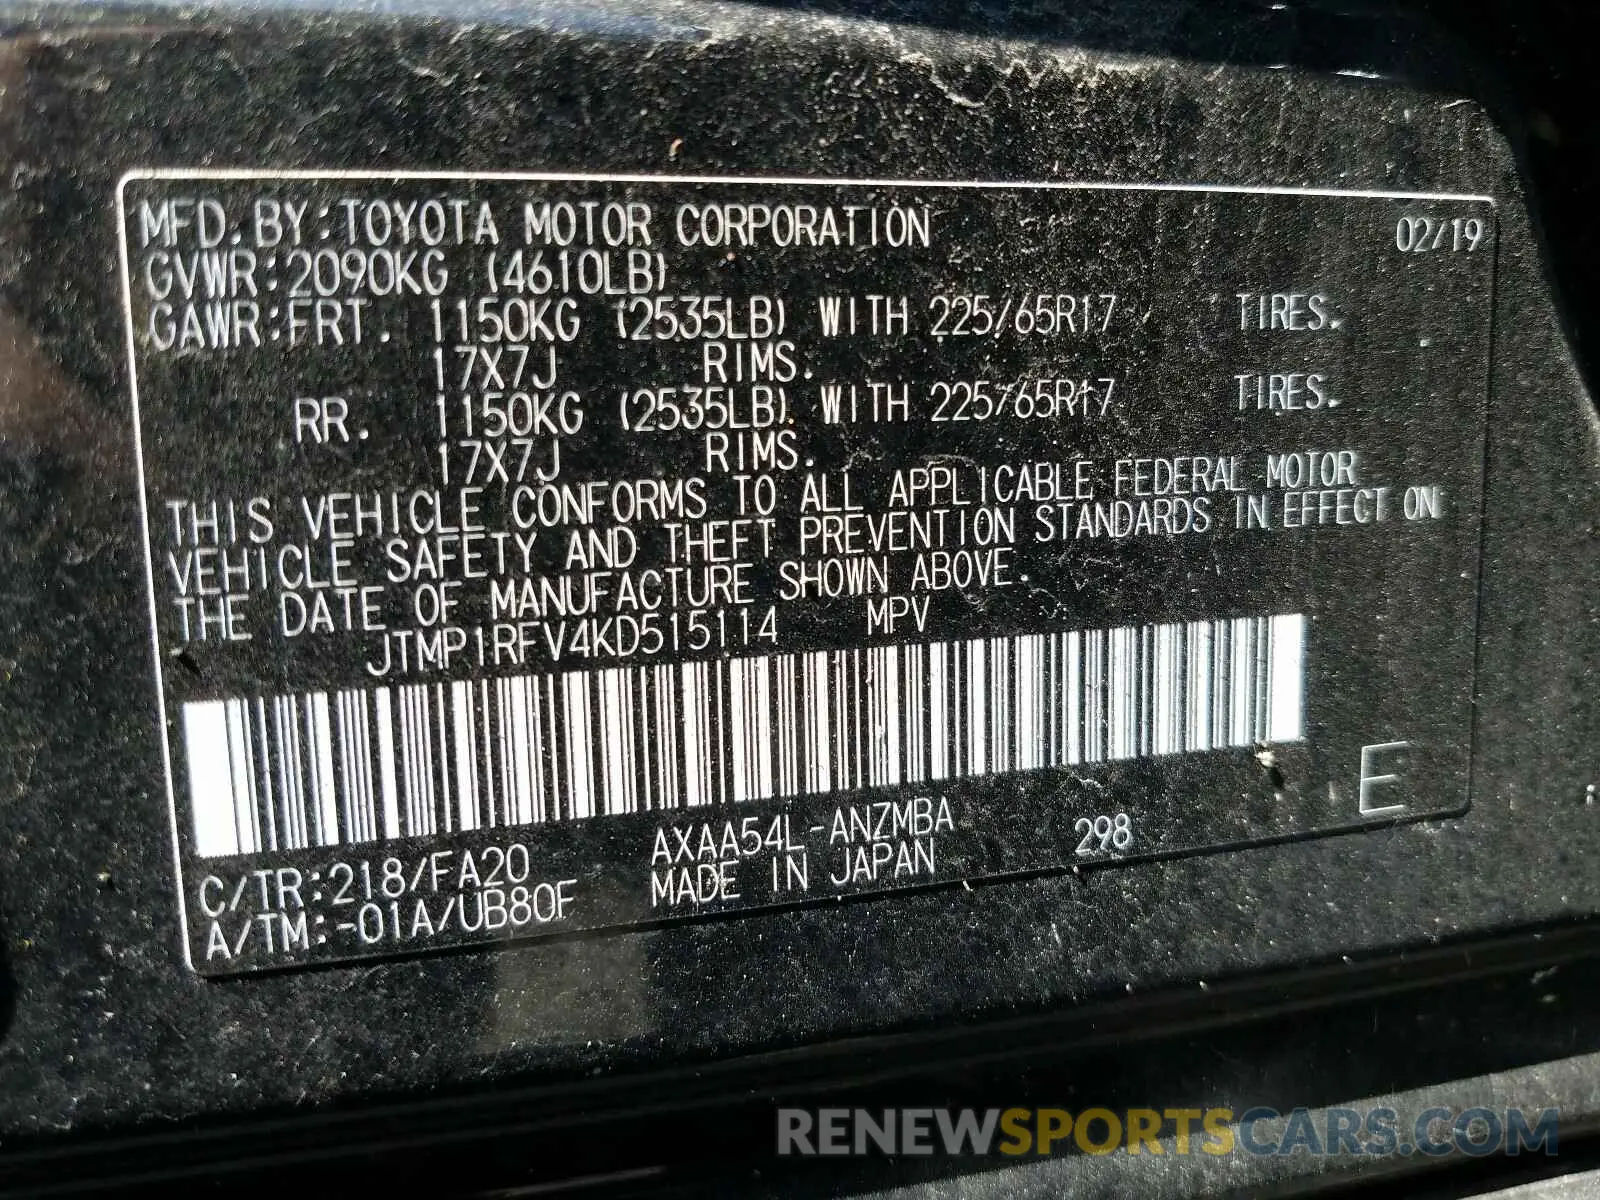 MFD.BY:TOYOTA MOTOR CORPORATION 02/19
GVWR:2090KG (4610LB)
GAWR:FRT. 1150KG (2535LB) WITH 225/65R17 TIRES.
17X7J RIMS.
RR. 1150KG (2535LB) WITH 225/65R17 TIRES.
17X7J RIMS.
THIS VEHICLE CONFORMS TO ALL APPLICABLE FEDERAL MOTOR
VEHICLE SAFETY AND THEFT PREVENTION STANDARDS IN EFFECT ON
THE DATE OF MANUFACTURE SHOWN ABOVE.
JTMP1RFV4KD515114 MPV
E
C/TR:218/FA20 AXAA54L-ANZMBA 298
A/TM:-01A/UB80F MADE IN JAPAN
RENEWSPORTSCARS.COM